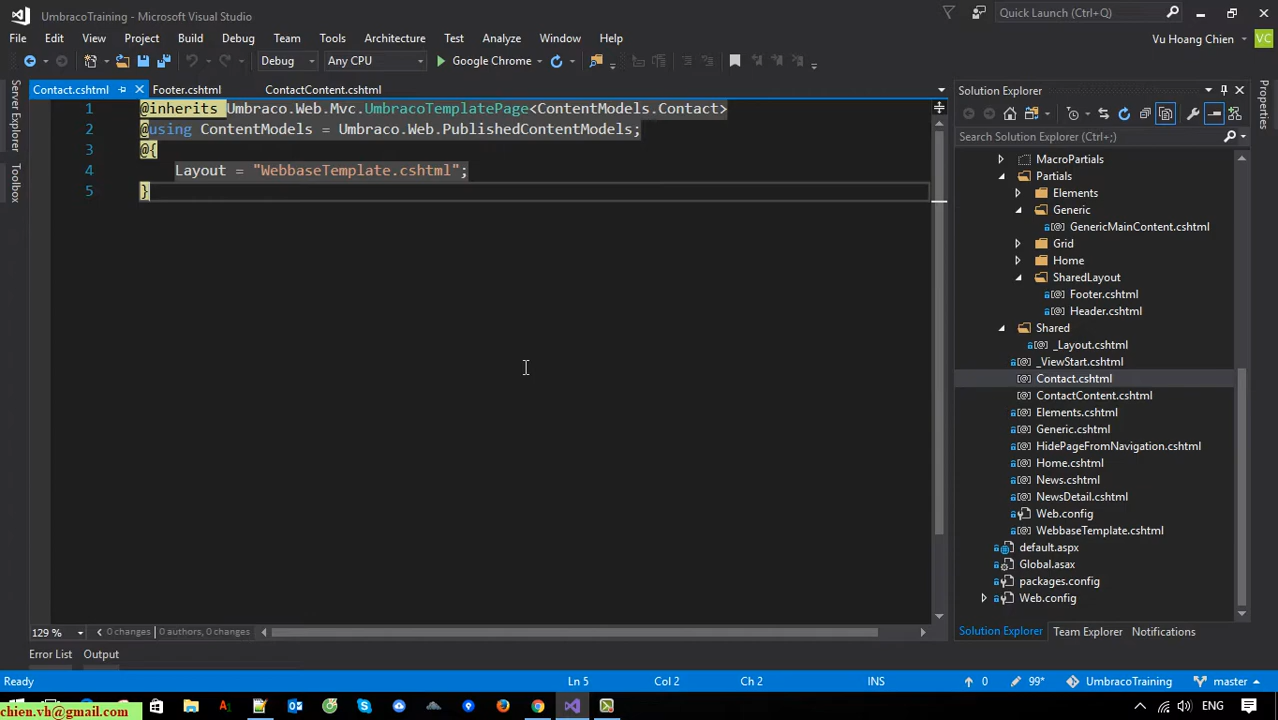 UmbracoTraining - Microsoft Visual Studio
Quick Launch (Ctrl+Q)
File Edit View Project Build Debug Team Tools Architecture Test Analyze Window Help
Vu Hoang Chien VC
Debug Any CPU Google Chrome
Server Explorer
Toolbox
Contact.cshtml Footer.cshtml ContactContent.cshtml
1 @inherits Umbraco.Web.Mvc.UmbracoTemplatePage<ContentModels.Contact>
2 @using ContentModels = Umbraco.Web.PublishedContentModels;
3 @{
4 Layout = "WebbaseTemplate.cshtml";
5 }
129 % 0 changes | 0 authors, 0 changes
Solution Explorer
Search Solution Explorer (Ctrl+;)
MacroPartials
Partials
Elements
Generic
GenericMainContent.cshtml
Grid
Home
SharedLayout
Footer.cshtml
Header.cshtml
Shared
_Layout.cshtml
_ViewStart.cshtml
Contact.cshtml
ContactContent.cshtml
Elements.cshtml
Generic.cshtml
HidePageFromNavigation.cshtml
Home.cshtml
News.cshtml
NewsDetail.cshtml
Web.config
WebbaseTemplate.cshtml
default.aspx
Global.asax
packages.config
Web.config
Solution Explorer Team Explorer Notifications
Error List Output
Ready Ln 5 Col 2 Ch 2 INS 0 99* UmbracoTraining master
chien.vh@gmail.com
ENG